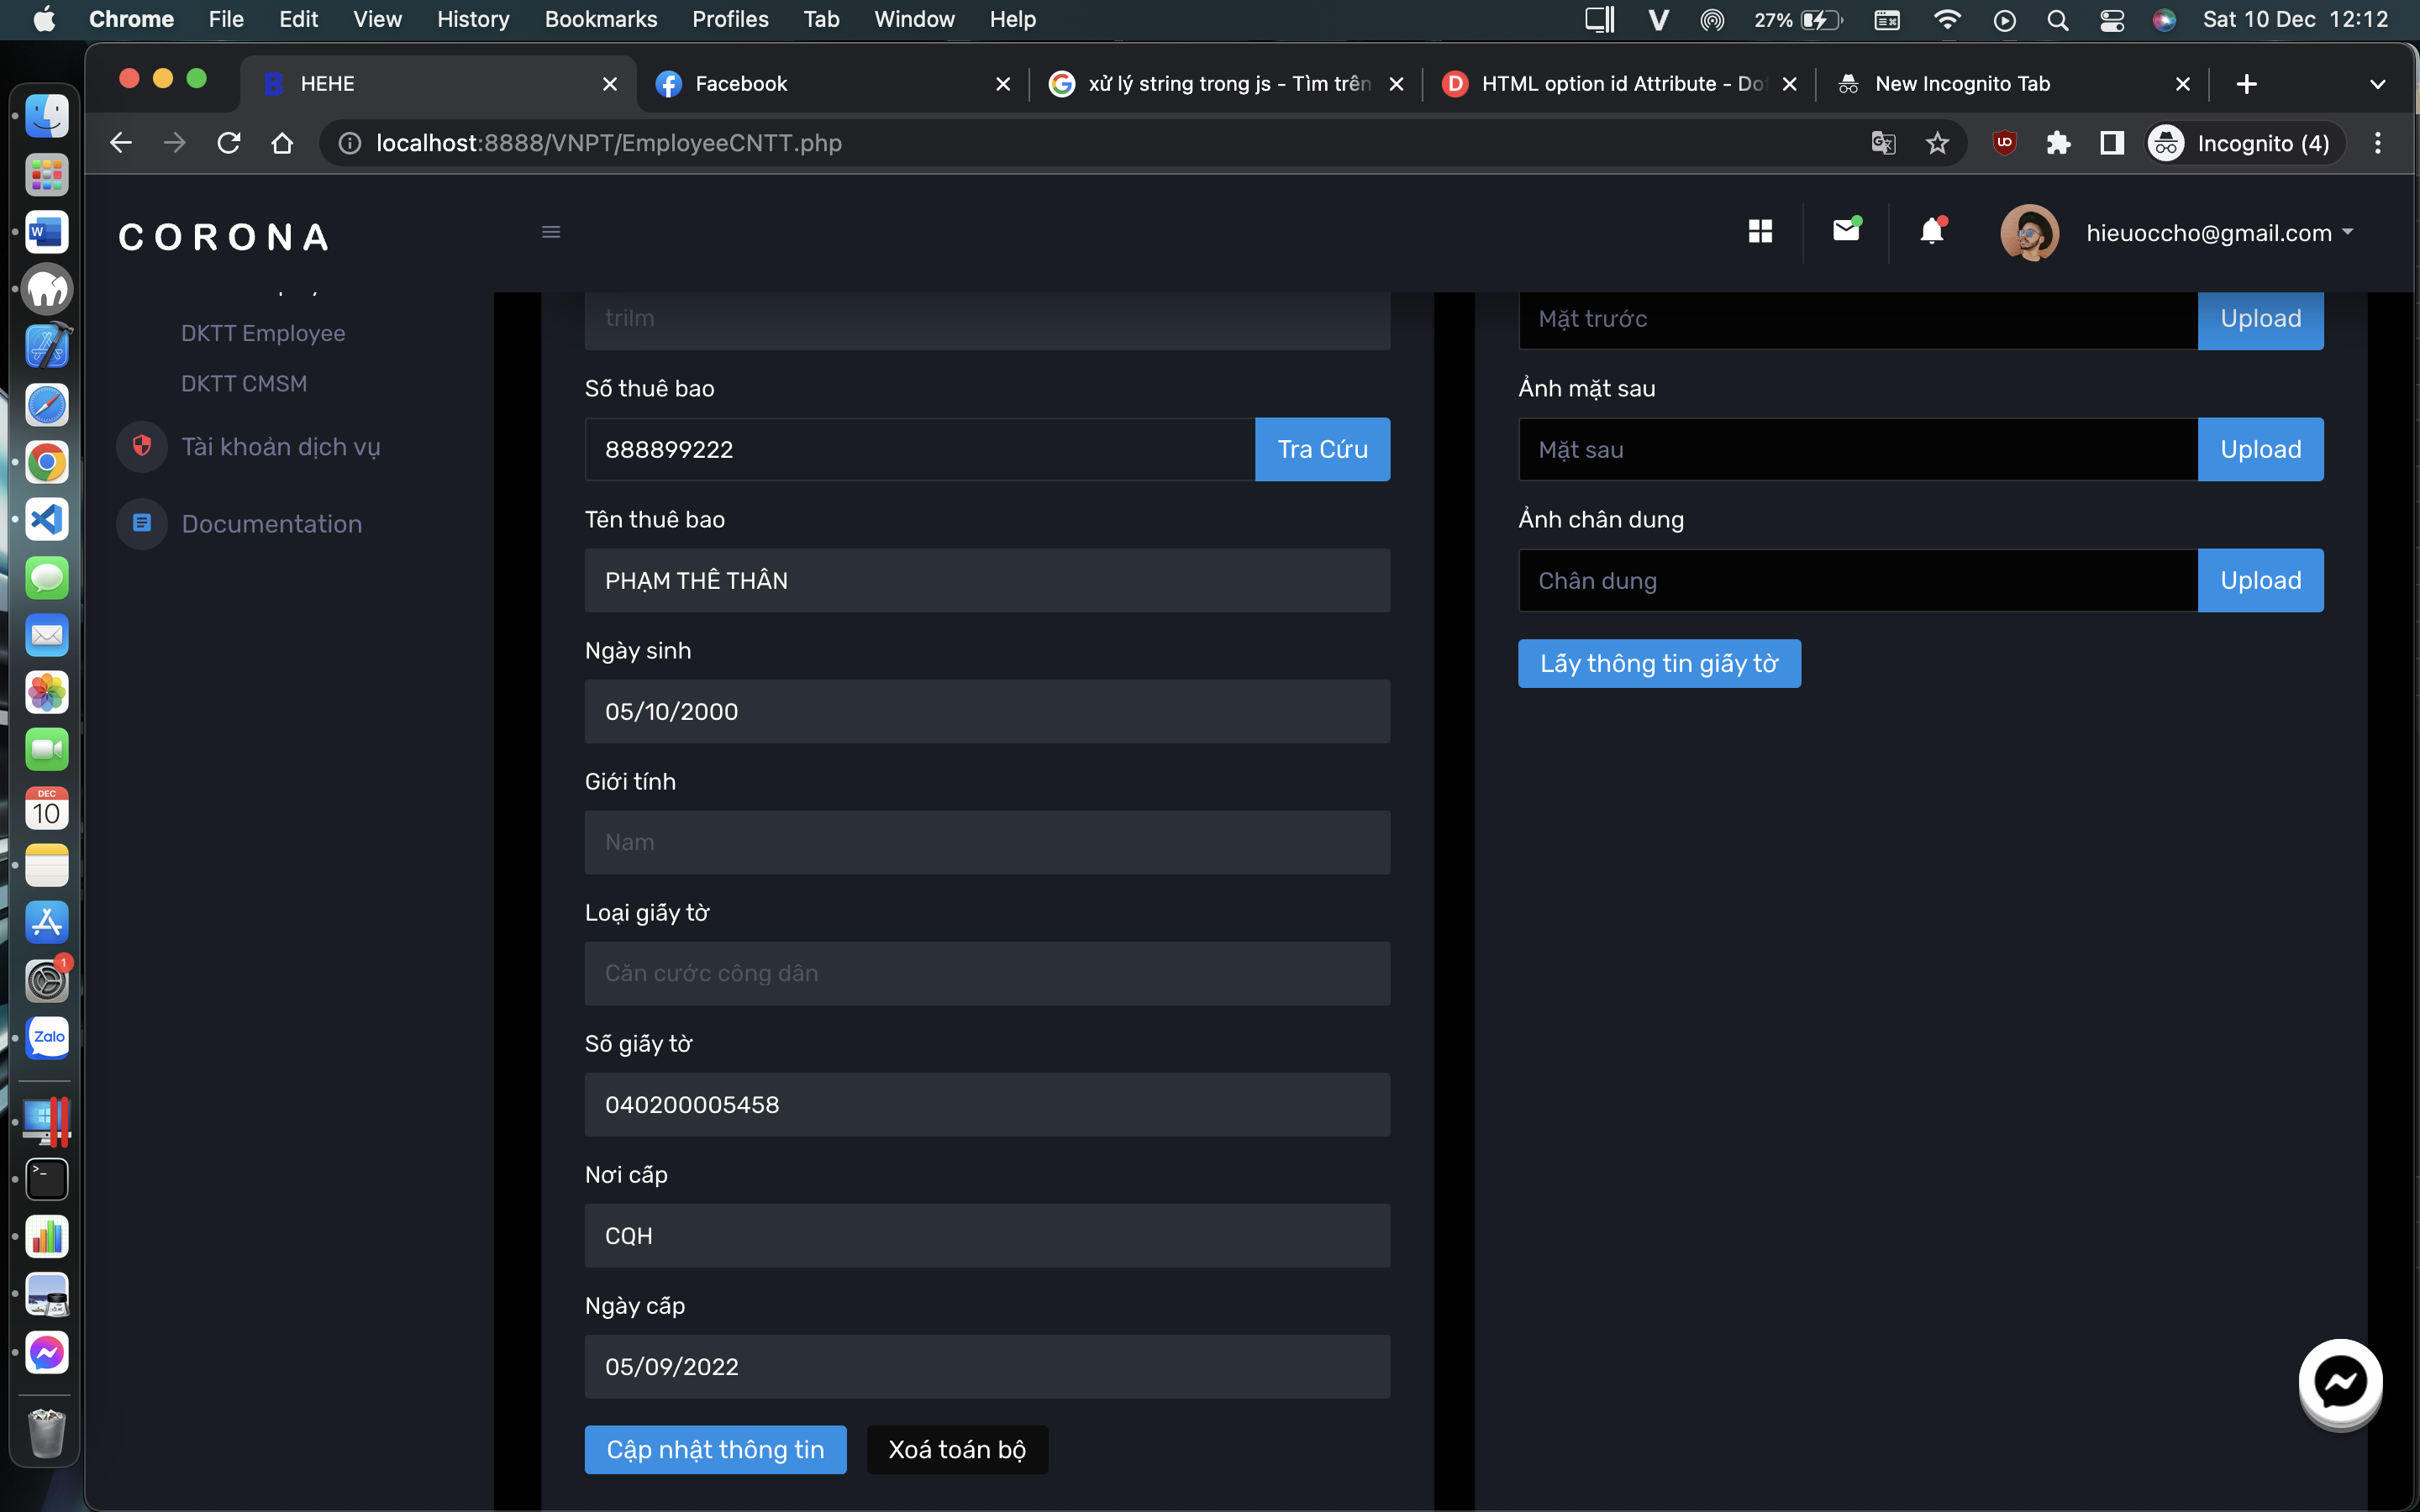 Chrome File Edit View History Bookmarks Profiles Tab Window Help 27% Sat 10 Dec 12:12
HEHE
Facebook
xử lý string trong js - Tìm trên
HTML option id Attribute - Do
New Incognito Tab
localhost:8888/VNPT/EmployeeCNTT.php
Incognito (4)
CORONA
hieuoccho@gmail.com
DKTT Employee
DKTT CMSM
Tài khoản dịch vụ
Documentation
trilm
Số thuê bao
888899222
Tra Cứu
Tên thuê bao
PHẠM THẾ THÂN
Ngày sinh
05/10/2000
Giới tính
Nam
Loại giấy tờ
Căn cước công dân
Số giấy tờ
040200005458
Nơi cấp
CQH
Ngày cấp
05/09/2022
Cập nhật thông tin
Xoá toán bộ
Mặt trước
Upload
Ảnh mặt sau
Mặt sau
Upload
Ảnh chân dung
Chân dung
Upload
Lấy thông tin giấy tờ
W
DEC
10
1
Zalo